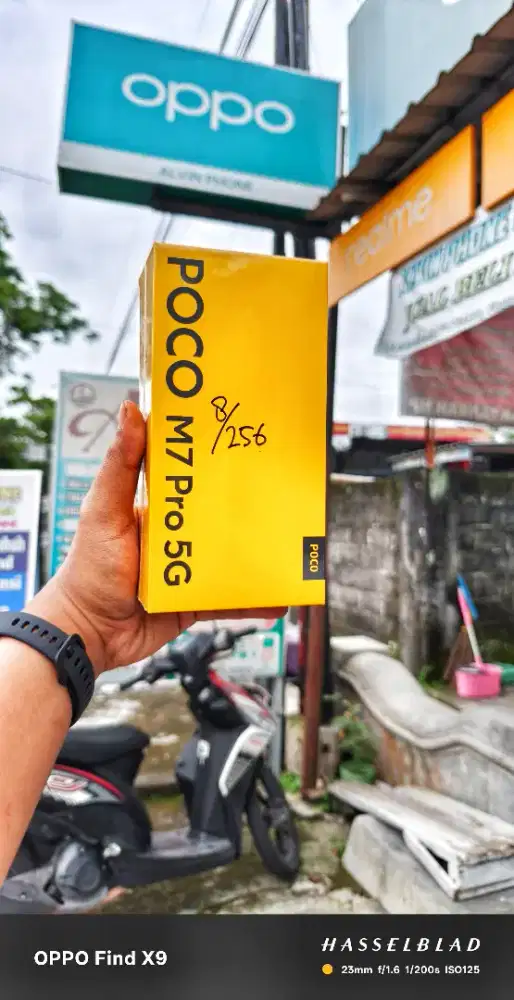 oppo
ALVIN PHONE
realme
POCO M7 Pro 5G
8/256
POCO
OPPO Find X9
HASSELBLAD
23mm f/1.6 1/200s ISO125